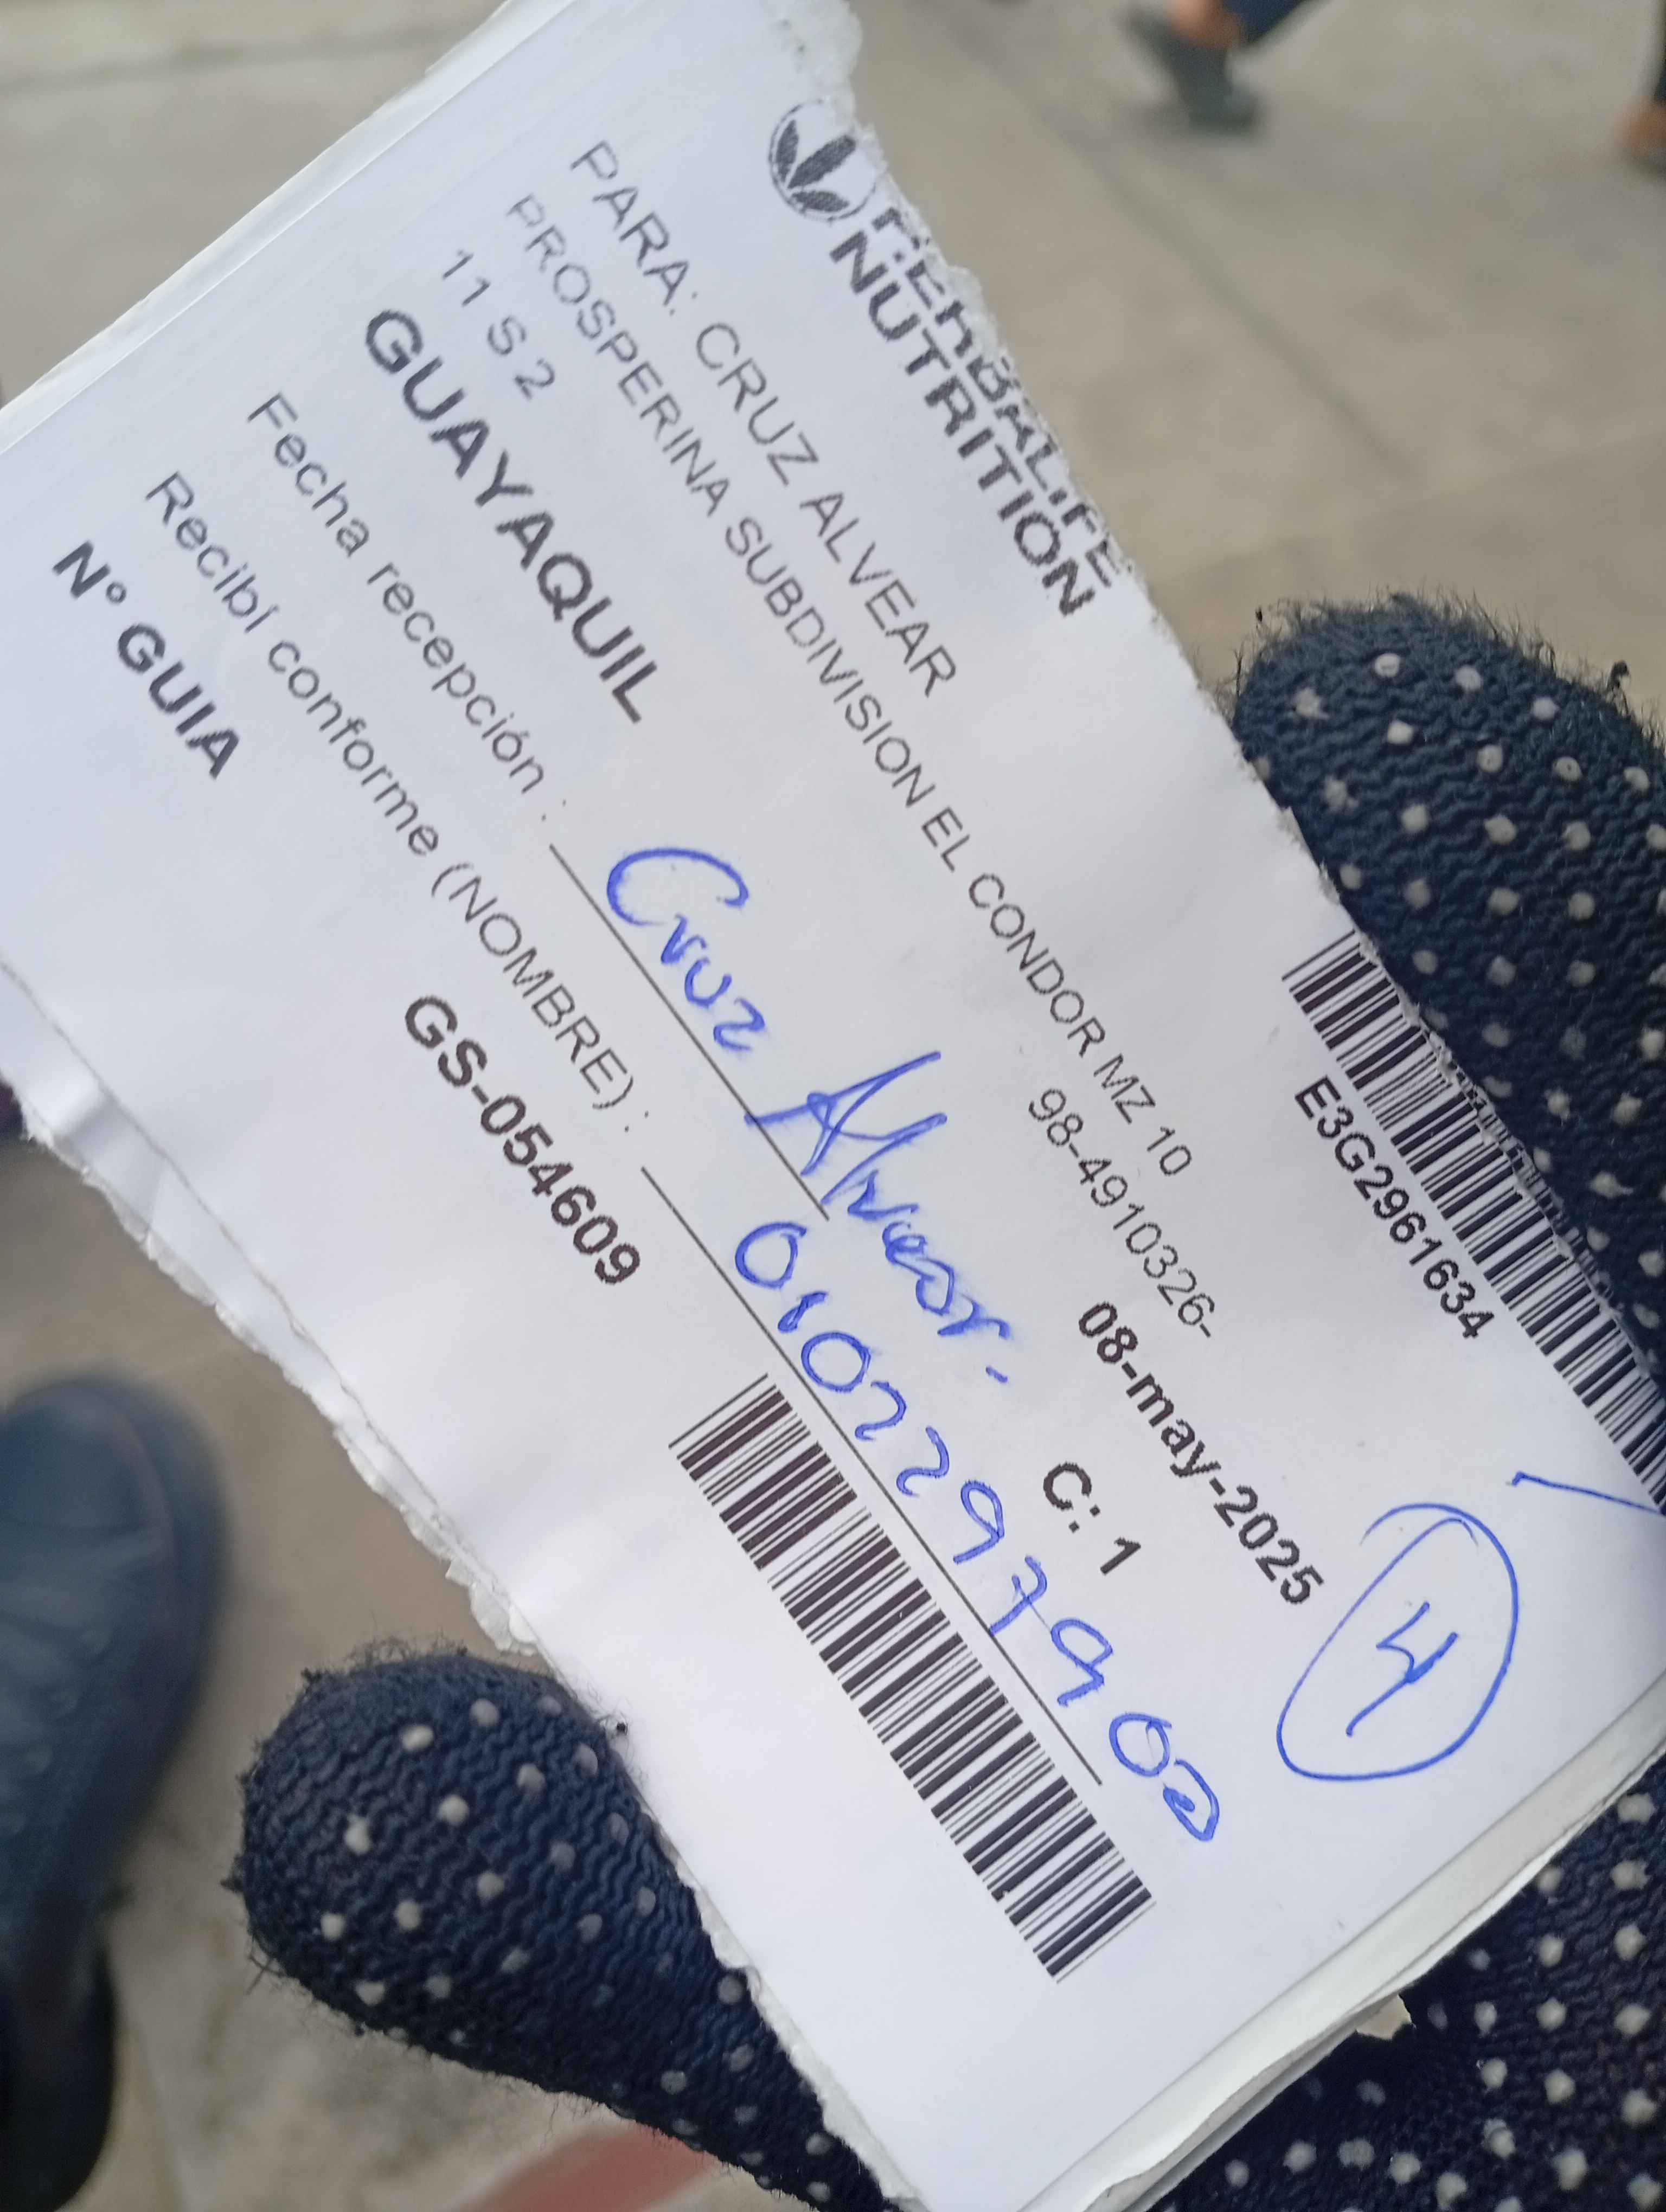 HERBALIFE
NUTRITION
E3G2961634
PARA: CRUZ ALVEAR
PROSPERINA SUBDIVISION EL CONDOR MZ 10
11 S 2
98-4910326-
GUAYAQUIL
08-may-2025
4
Fecha recepción :
Cruz Alvear.
C: 1
Recibí conforme (NOMBRE) :
0102297900
Nº GUIA
GS-054609